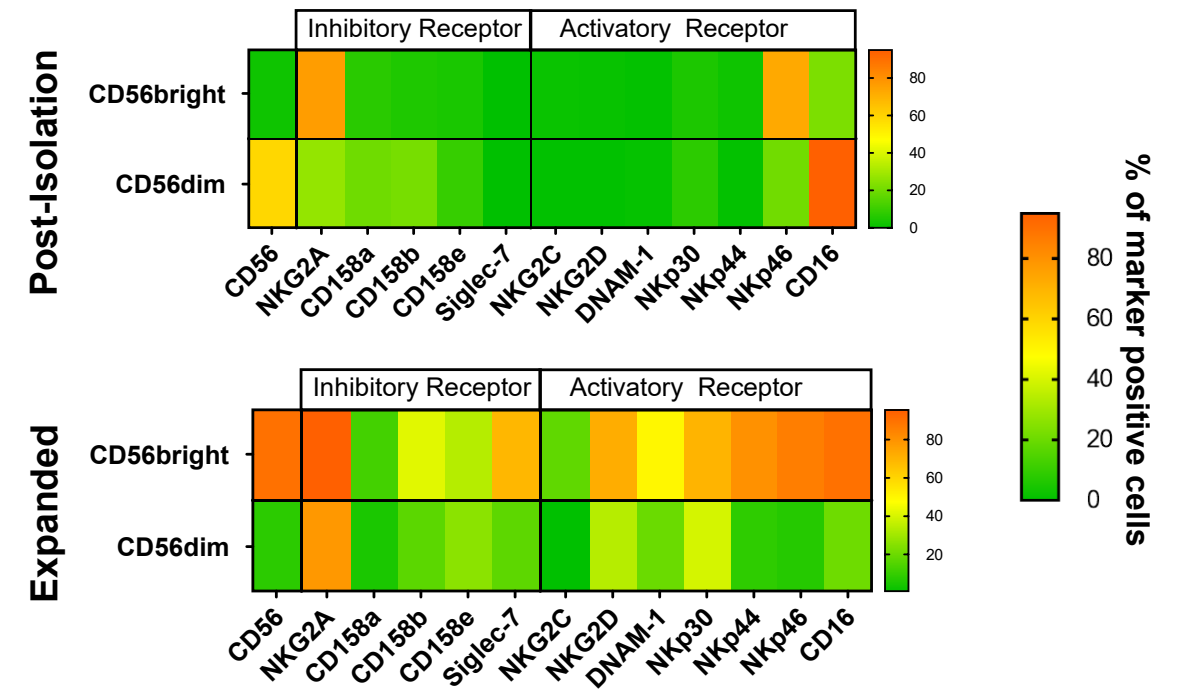 Post-Isolation
Inhibitory Receptor
Activatory Receptor
CD56bright
CD56dim
80
60
40
20
0
CD56
NKG2A
CD158a
CD158b
CD158e
Siglec-7
NKG2C
NKG2D
DNAM-1
NKp30
NKp44
NKp46
CD16
Expanded
Inhibitory Receptor
Activatory Receptor
CD56bright
CD56dim
80
60
40
20
CD56
NKG2A
CD158a
CD158b
CD158e
Siglec-7
NKG2C
NKG2D
DNAM-1
NKp30
NKp44
NKp46
CD16
80
60
40
20
0
% of marker positive cells